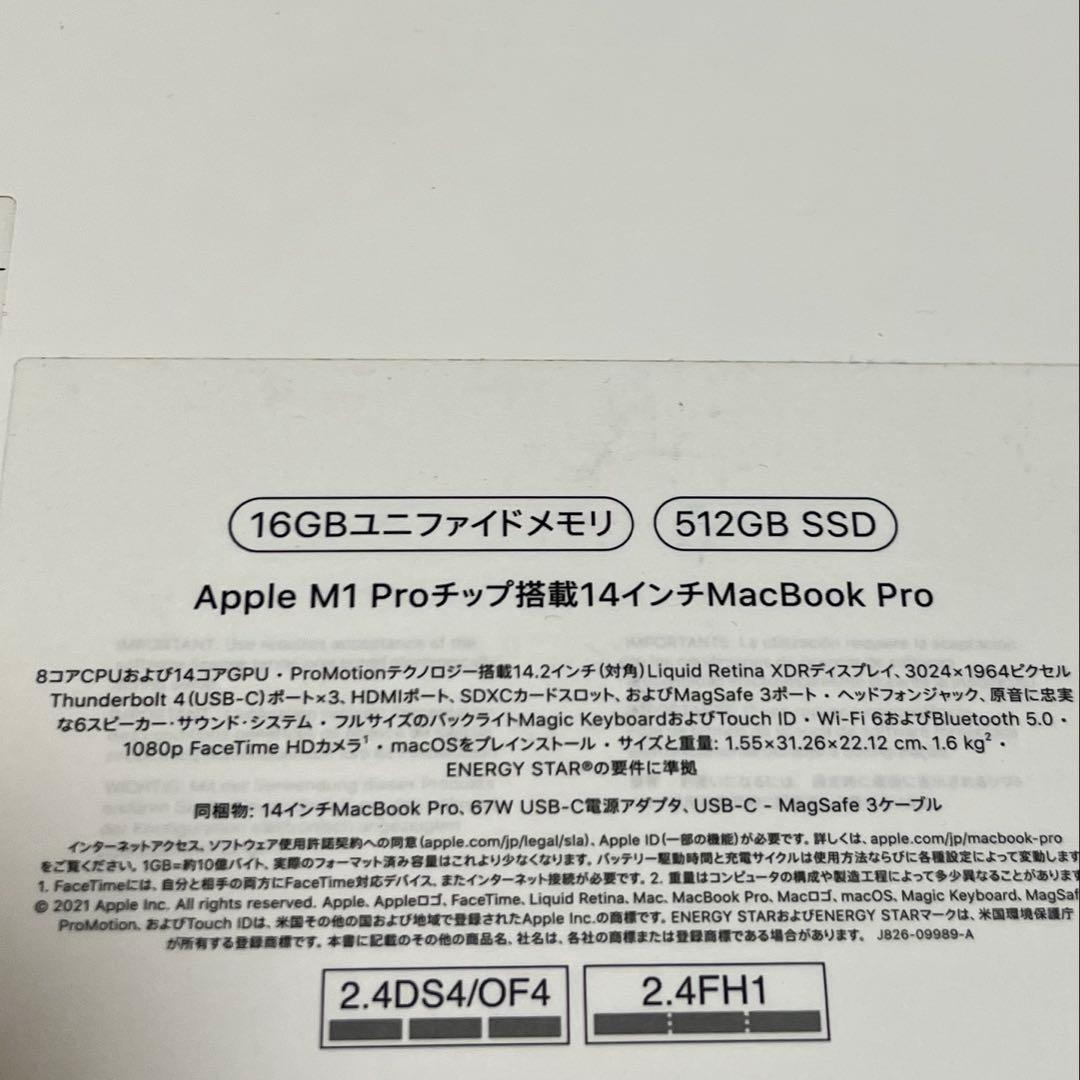 16GBユニファイドメモリ 512GB SSD
Apple M1 Proチップ搭載14インチMacBook Pro
8コアCPUおよび14コアGPU・ProMotionテクノロジー搭載14.2インチ(対角)Liquid Retina XDRディスプレイ、3024×1964ピクセル
Thunderbolt 4(USB-C)ポート×3、HDMIポート、SDXCカードスロット、およびMagSafe 3ポート・ヘッドフォンジャック、原音に忠実
な6スピーカー・サウンド・システム・フルサイズのバックライトMagic KeyboardおよびTouch ID・Wi-Fi 6およびBluetooth 5.0・
1080p FaceTime HDカメラ¹・macOSをプレインストール・サイズと重量: 1.55×31.26×22.12 cm、1.6 kg²・
ENERGY STAR®の要件に準拠
同梱物: 14インチMacBook Pro、67W USB-C電源アダプタ、USB-C - MagSafe 3ケーブル
インターネットアクセス、ソフトウェア使用許諾契約への同意(apple.com/jp/legal/sla)、Apple ID(一部の機能)が必要です。詳しくは、apple.com/jp/macbook-pro
をご覧ください。1GB=約10億バイト、実際のフォーマット済み容量はこれより少なくなります。バッテリー駆動時間と充電サイクルは使用方法ならびに各種設定によって変動します
1. FaceTimeには、自分と相手の両方にFaceTime対応デバイス、またインターネット接続が必要です。2. 重量はコンピュータの構成や製造工程によって多少異なることがあります
© 2021 Apple Inc. All rights reserved. Apple、Appleロゴ、FaceTime、Liquid Retina、Mac、MacBook Pro、Macロゴ、macOS、Magic Keyboard、MagSaf
ProMotion、およびTouch IDは、米国その他の国および地域で登録されたApple Inc.の商標です。ENERGY STARおよびENERGY STARマークは、米国環境保護庁
が所有する登録商標です。本書に記載のその他の商品名、社名は、各社の商標または登録商標である場合があります。 J826-09989-A
2.4DS4/OF4 2.4FH1